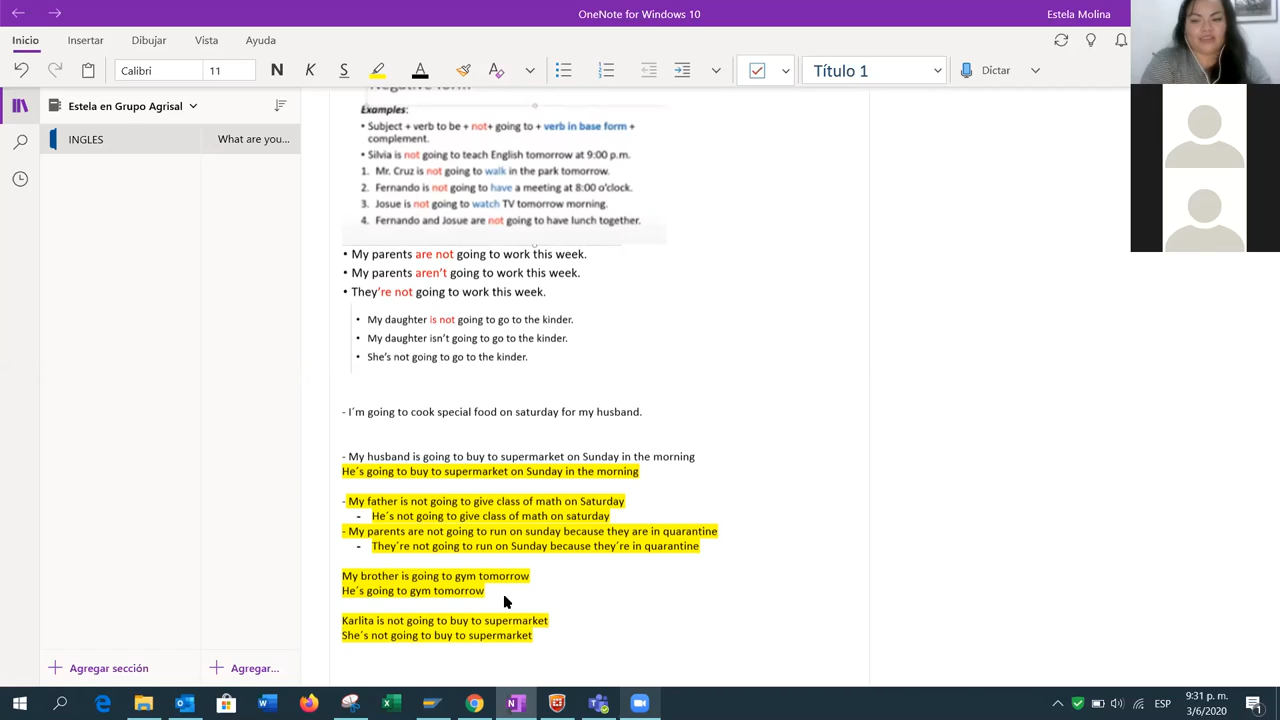 OneNote for Windows 10
Estela Molina
Inicio
Insertar
Dibujar
Vista
Ayuda
Calibri
11
N
K
S
A
A
Título 1
Dictar
Estela en Grupo Agrisal
INGLES
What are you...
Negative form
Examples:
• Subject + verb to be + not+ going to + verb in base form +
complement.
• Silvia is not going to teach English tomorrow at 9:00 p.m.
1. Mr. Cruz is not going to walk in the park tomorrow.
2. Fernando is not going to have a meeting at 8:00 o'clock.
3. Josue is not going to watch TV tomorrow morning.
4. Fernando and Josue are not going to have lunch together.
• My parents are not going to work this week.
• My parents aren't going to work this week.
• They're not going to work this week.
• My daughter is not going to go to the kinder.
• My daughter isn't going to go to the kinder.
• She's not going to go to the kinder.
- I´m going to cook special food on saturday for my husband.
- My husband is going to buy to supermarket on Sunday in the morning
He´s going to buy to supermarket on Sunday in the morning
- My father is not going to give class of math on Saturday
- He´s not going to give class of math on saturday
- My parents are not going to run on sunday because they are in quarantine
- They´re not going to run on Sunday because they´re in quarantine
My brother is going to gym tomorrow
He´s going to gym tomorrow
Karlita is not going to buy to supermarket
She´s not going to buy to supermarket
Agregar sección
Agregar...
ESP
9:31 p. m.
3/6/2020
1